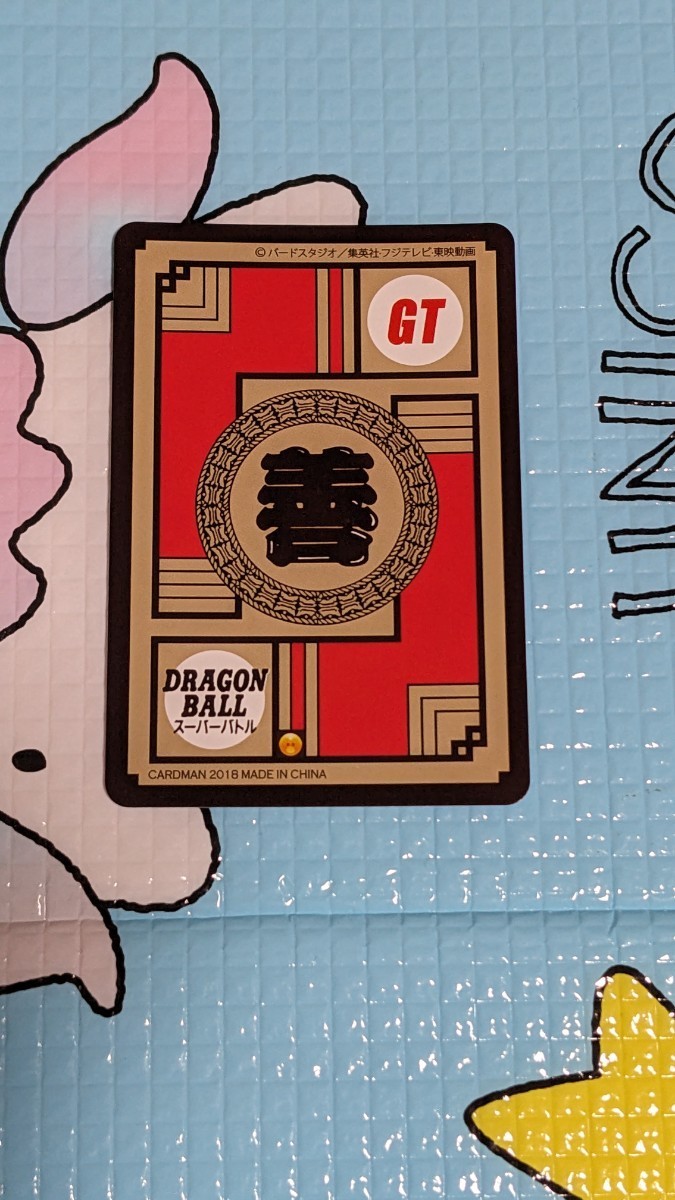 © バードスタジオ／集英社・フジテレビ・東映動画
GT
善
DRAGON
BALL
スーパーバトル
CARDMAN 2018 MADE IN CHINA
UNIC